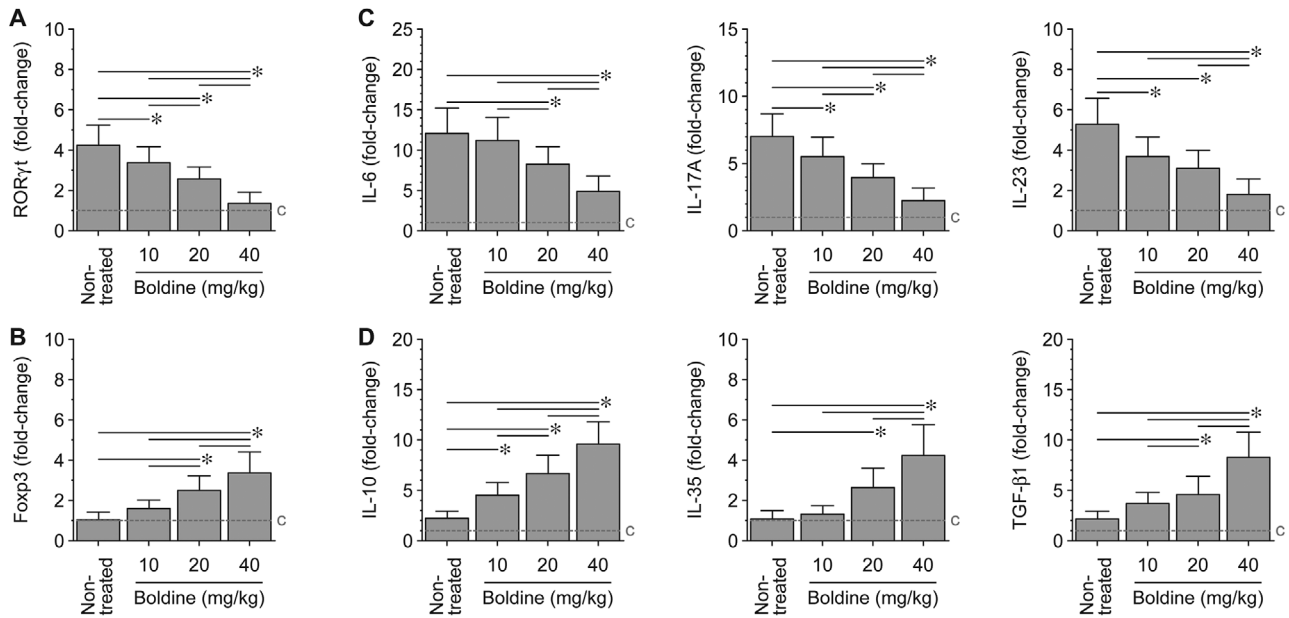 A
RORγt (fold-change)
10
8
6
4
2
0
*
*
*
C
Non-treated
10 20 40
Boldine (mg/kg)
C
IL-6 (fold-change)
25
20
15
10
5
0
*
*
C
Non-treated
10 20 40
Boldine (mg/kg)
IL-17A (fold-change)
15
10
5
0
*
*
*
C
Non-treated
10 20 40
Boldine (mg/kg)
IL-23 (fold-change)
10
8
6
4
2
0
*
*
*
C
Non-treated
10 20 40
Boldine (mg/kg)
B
Foxp3 (fold-change)
10
8
6
4
2
0
*
*
C
Non-treated
10 20 40
Boldine (mg/kg)
D
IL-10 (fold-change)
20
15
10
5
0
*
*
*
C
Non-treated
10 20 40
Boldine (mg/kg)
IL-35 (fold-change)
10
8
6
4
2
0
*
*
C
Non-treated
10 20 40
Boldine (mg/kg)
TGF-β1 (fold-change)
20
15
10
5
0
*
*
C
Non-treated
10 20 40
Boldine (mg/kg)